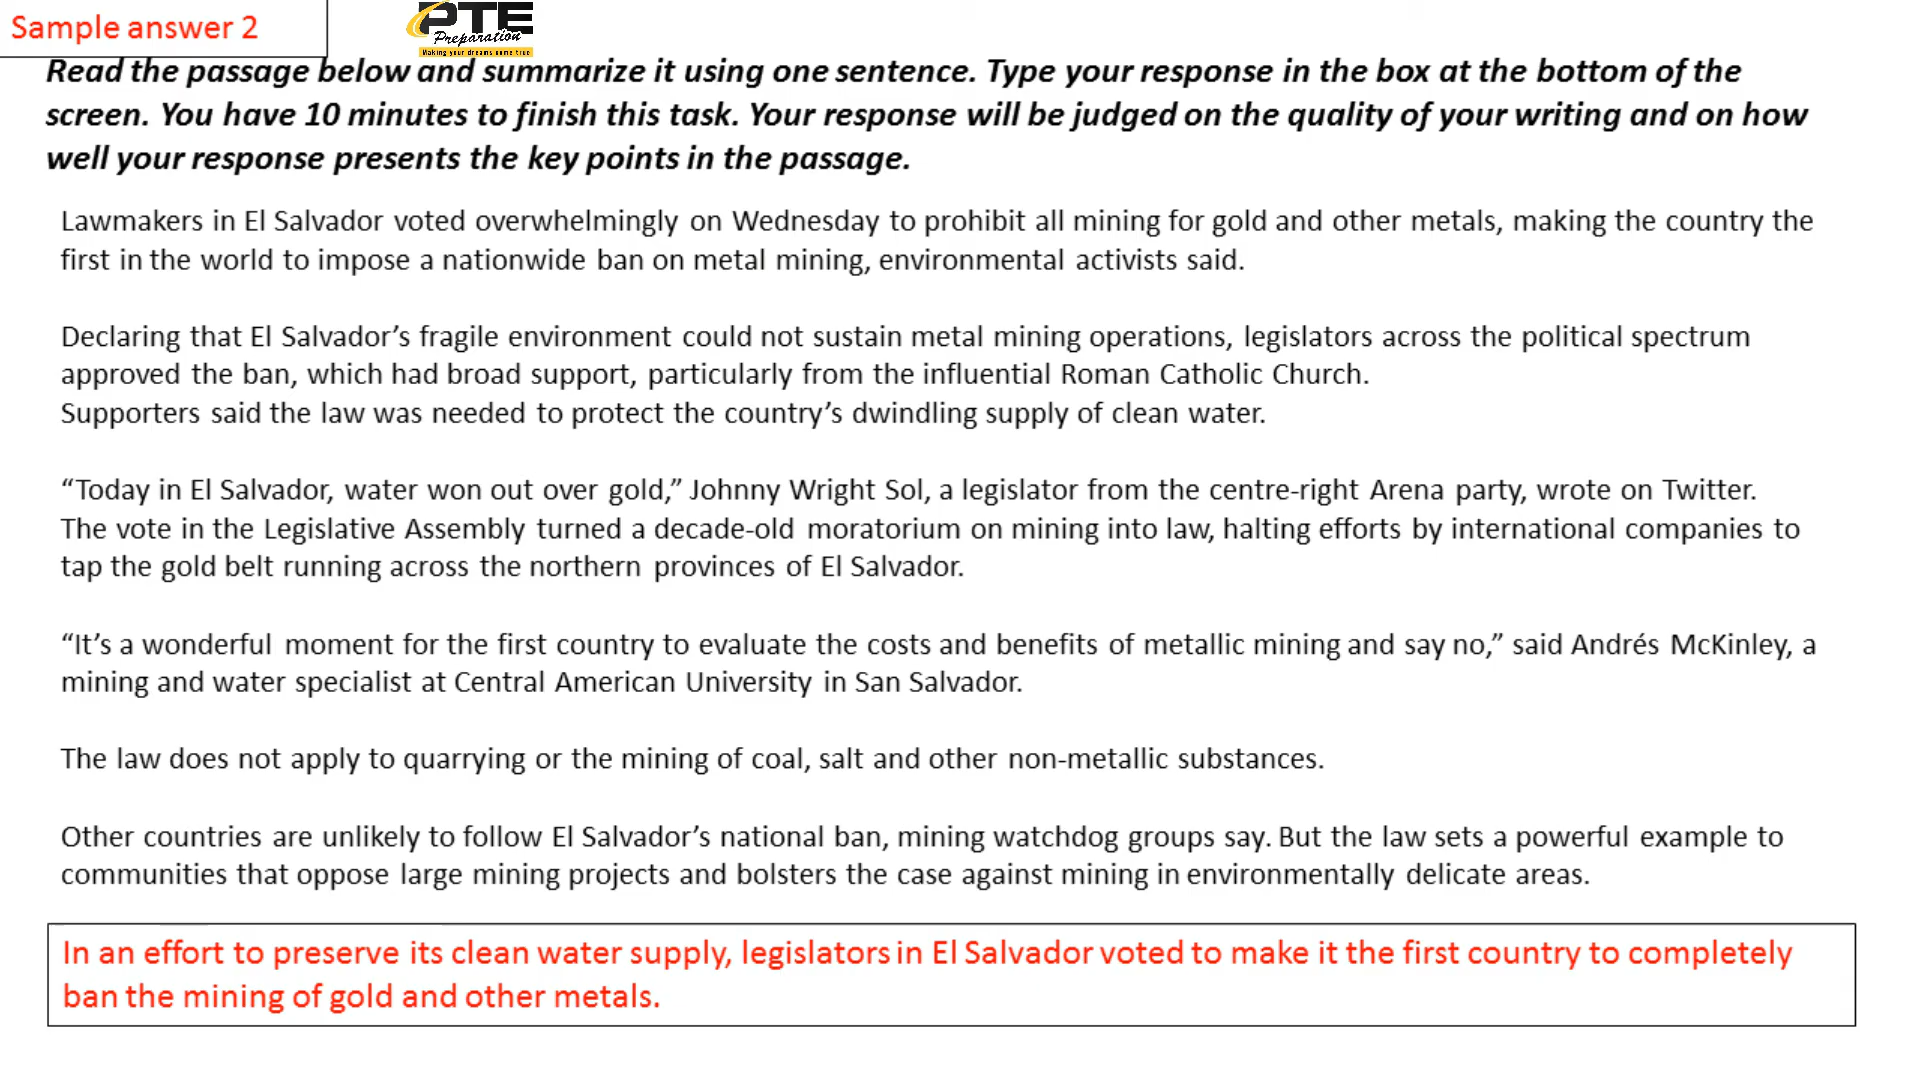 Sample answer 2
PTE
Preparation
Making your dreams come true
Read the passage below and summarize it using one sentence. Type your response in the box at the bottom of the
screen. You have 10 minutes to finish this task. Your response will be judged on the quality of your writing and on how
well your response presents the key points in the passage.
Lawmakers in El Salvador voted overwhelmingly on Wednesday to prohibit all mining for gold and other metals, making the country the
first in the world to impose a nationwide ban on metal mining, environmental activists said.
Declaring that El Salvador’s fragile environment could not sustain metal mining operations, legislators across the political spectrum
approved the ban, which had broad support, particularly from the influential Roman Catholic Church.
Supporters said the law was needed to protect the country’s dwindling supply of clean water.
“Today in El Salvador, water won out over gold,” Johnny Wright Sol, a legislator from the centre-right Arena party, wrote on Twitter.
The vote in the Legislative Assembly turned a decade-old moratorium on mining into law, halting efforts by international companies to
tap the gold belt running across the northern provinces of El Salvador.
“It’s a wonderful moment for the first country to evaluate the costs and benefits of metallic mining and say no,” said Andrés McKinley, a
mining and water specialist at Central American University in San Salvador.
The law does not apply to quarrying or the mining of coal, salt and other non-metallic substances.
Other countries are unlikely to follow El Salvador’s national ban, mining watchdog groups say. But the law sets a powerful example to
communities that oppose large mining projects and bolsters the case against mining in environmentally delicate areas.
In an effort to preserve its clean water supply, legislators in El Salvador voted to make it the first country to completely
ban the mining of gold and other metals.